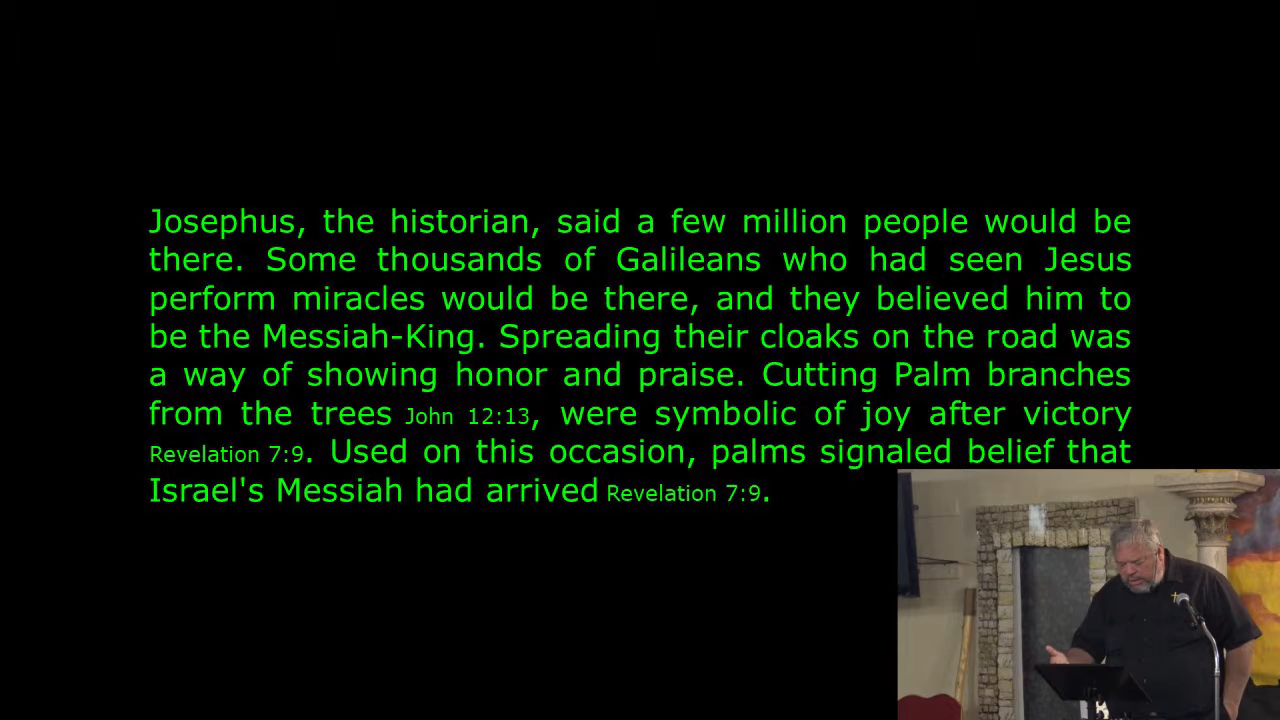 Josephus, the historian, said a few million people would be
there. Some thousands of Galileans who had seen Jesus
perform miracles would be there, and they believed him to
be the Messiah-King. Spreading their cloaks on the road was
a way of showing honor and praise. Cutting Palm branches
from the trees John 12:13, were symbolic of joy after victory
Revelation 7:9. Used on this occasion, palms signaled belief that
Israel's Messiah had arrived Revelation 7:9.